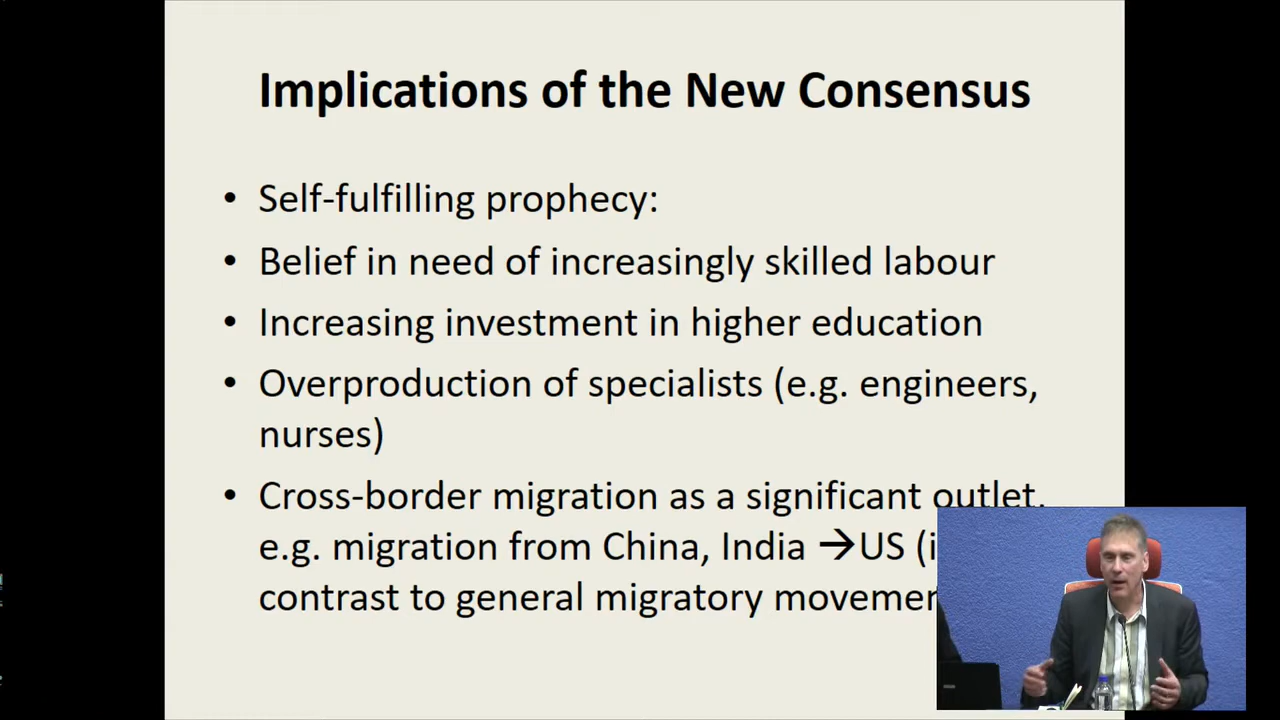 Implications of the New Consensus
• Self-fulfilling prophecy:
• Belief in need of increasingly skilled labour
• Increasing investment in higher education
• Overproduction of specialists (e.g. engineers,
nurses)
• Cross-border migration as a significant outlet,
e.g. migration from China, India →US (i
contrast to general migratory